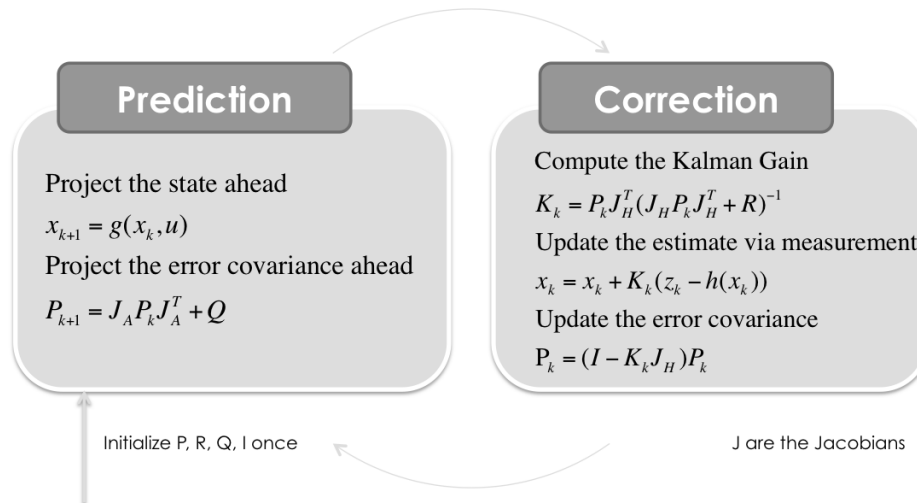 Prediction
Project the state ahead
x_{k+1} = g(x_k, u)
Project the error covariance ahead
P_{k+1} = J_A P_k J_A^T + Q
Correction
Compute the Kalman Gain
K_k = P_k J_H^T (J_H P_k J_H^T + R)^{-1}
Update the estimate via measurement
x_k = x_k + K_k(z_k − h(x_k))
Update the error covariance
P_k = (I − K_k J_H)P_k
Initialize P, R, Q, I once
J are the Jacobians